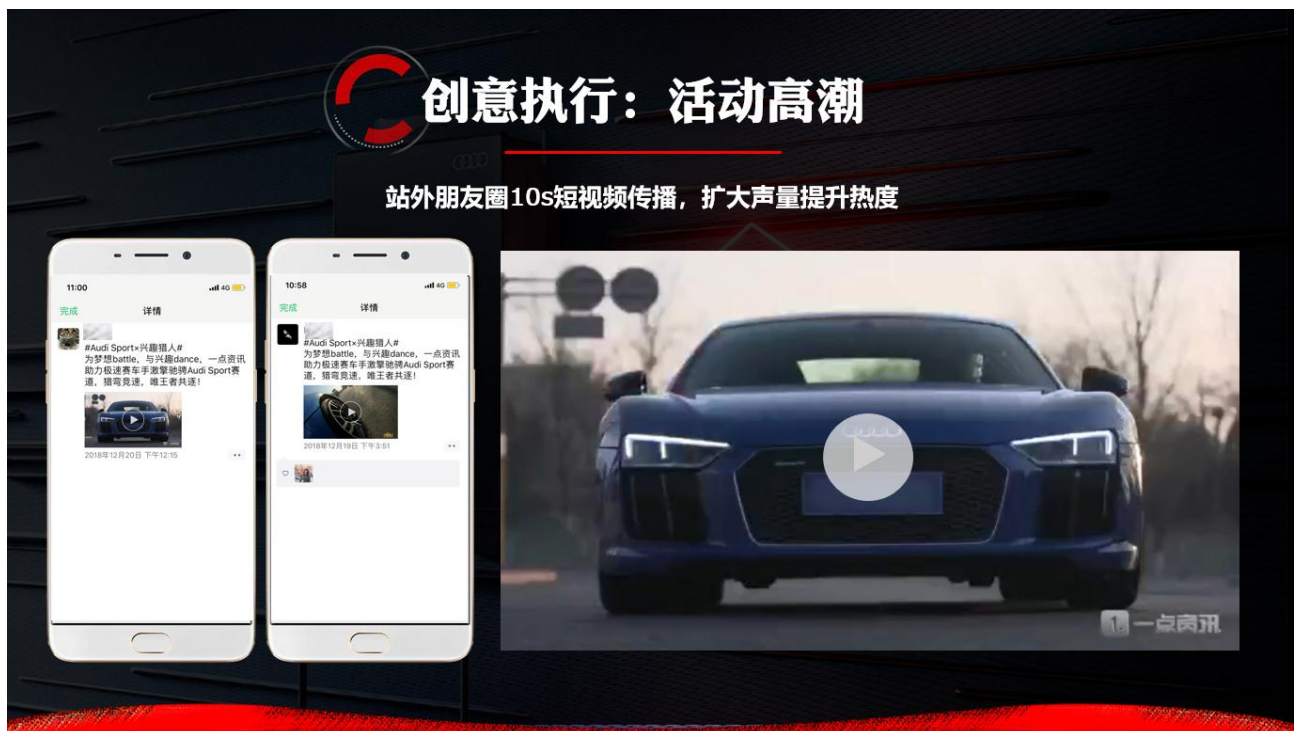 创意执行：活动高潮
站外朋友圈10s短视频传播，扩大声量提升热度
11:00
4G
完成
详情
#Audi Sport×兴趣猎人#
为梦想battle，与兴趣dance，一点资讯
助力极速赛车手激擎驰骋Audi Sport赛
道，猎弯竞速，唯王者共逐！
2018年12月20日 下午12:15
10:58
4G
完成
详情
#Audi Sport×兴趣猎人#
为梦想battle，与兴趣dance，一点资讯
助力极速赛车手激擎驰骋Audi Sport赛
道，猎弯竞速，唯王者共逐！
2018年12月19日 下午3:51
一点资讯